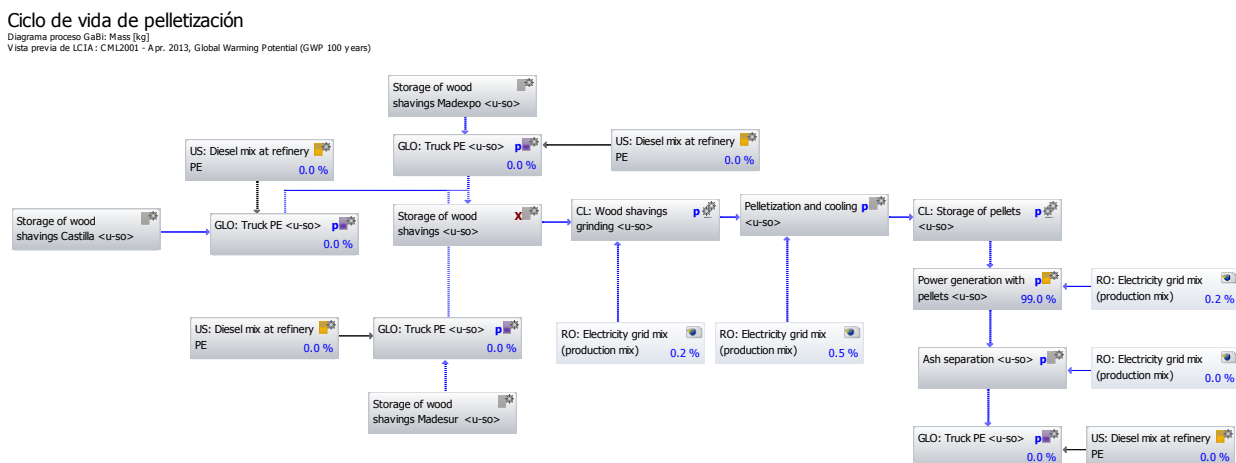 Ciclo de vida de pelletización
Diagrama proceso GaBi: Mass [kg]
Vista previa de LCIA: CML2001 - Apr. 2013, Global Warming Potential (GWP 100 years)
Storage of wood
shavings Madexpo <u-so>
US: Diesel mix at refinery
PE
0.0 %
GLO: Truck PE <u-so> p
0.0 %
US: Diesel mix at refinery
PE
0.0 %
Storage of wood
shavings Castilla <u-so>
GLO: Truck PE <u-so> p
0.0 %
Storage of wood X
shavings <u-so>
CL: Wood shavings p
grinding <u-so>
Pelletization and cooling p
<u-so>
CL: Storage of pellets p
<u-so>
Power generation with p
pellets <u-so> 99.0 %
RO: Electricity grid mix
(production mix) 0.2 %
US: Diesel mix at refinery
PE
0.0 %
GLO: Truck PE <u-so> p
0.0 %
RO: Electricity grid mix
(production mix) 0.2 %
RO: Electricity grid mix
(production mix) 0.5 %
Ash separation <u-so> p
RO: Electricity grid mix
(production mix) 0.0 %
Storage of wood
shavings Madesur <u-so>
GLO: Truck PE <u-so> p
0.0 %
US: Diesel mix at refinery
PE
0.0 %